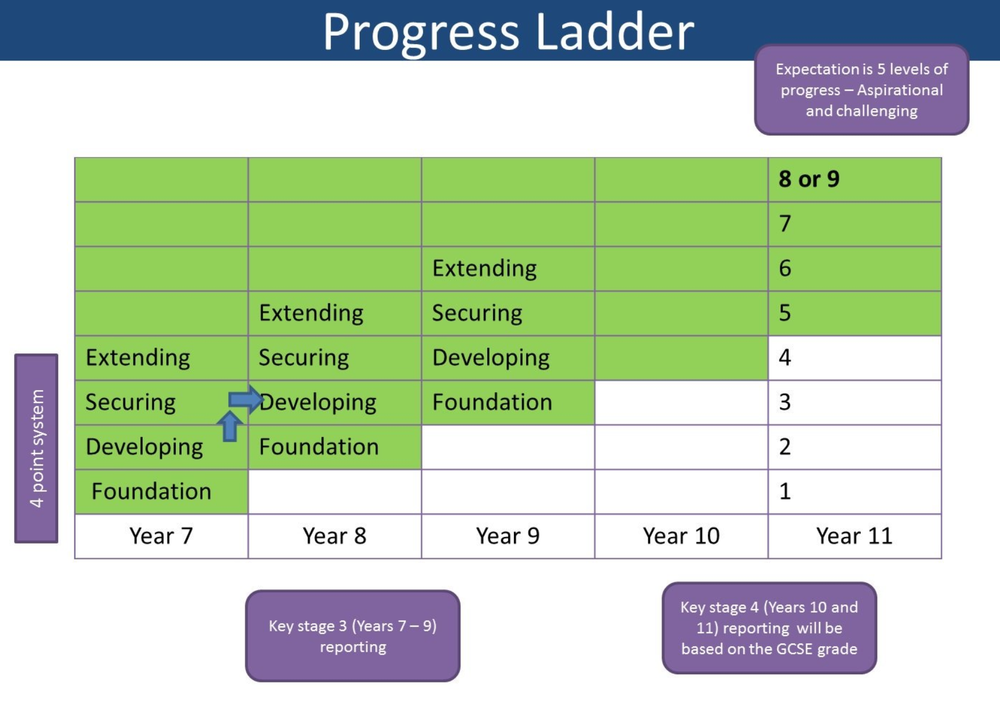 Progress Ladder
Expectation is 5 levels of
progress – Aspirational
and challenging
8 or 9
7
Extending 6
Extending Securing 5
Extending Securing Developing 4
Securing Developing Foundation 3
Developing Foundation 2
Foundation 1
Year 7 Year 8 Year 9 Year 10 Year 11
4 point system
Key stage 3 (Years 7 – 9)
reporting
Key stage 4 (Years 10 and
11) reporting will be
based on the GCSE grade